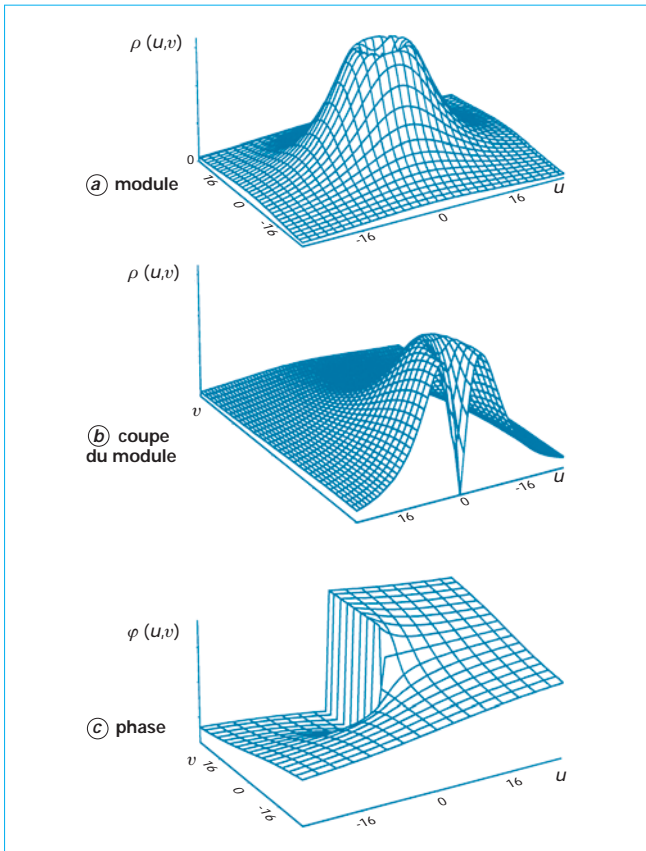 ρ (u,v)
0
16
0
-16
ⓐ module
-16
0
16
u
ρ (u,v)
v
ⓑ coupe
du module
16
0
-16
u
φ (u,v)
ⓒ phase
v
16
0
-16
-16
0
16
u